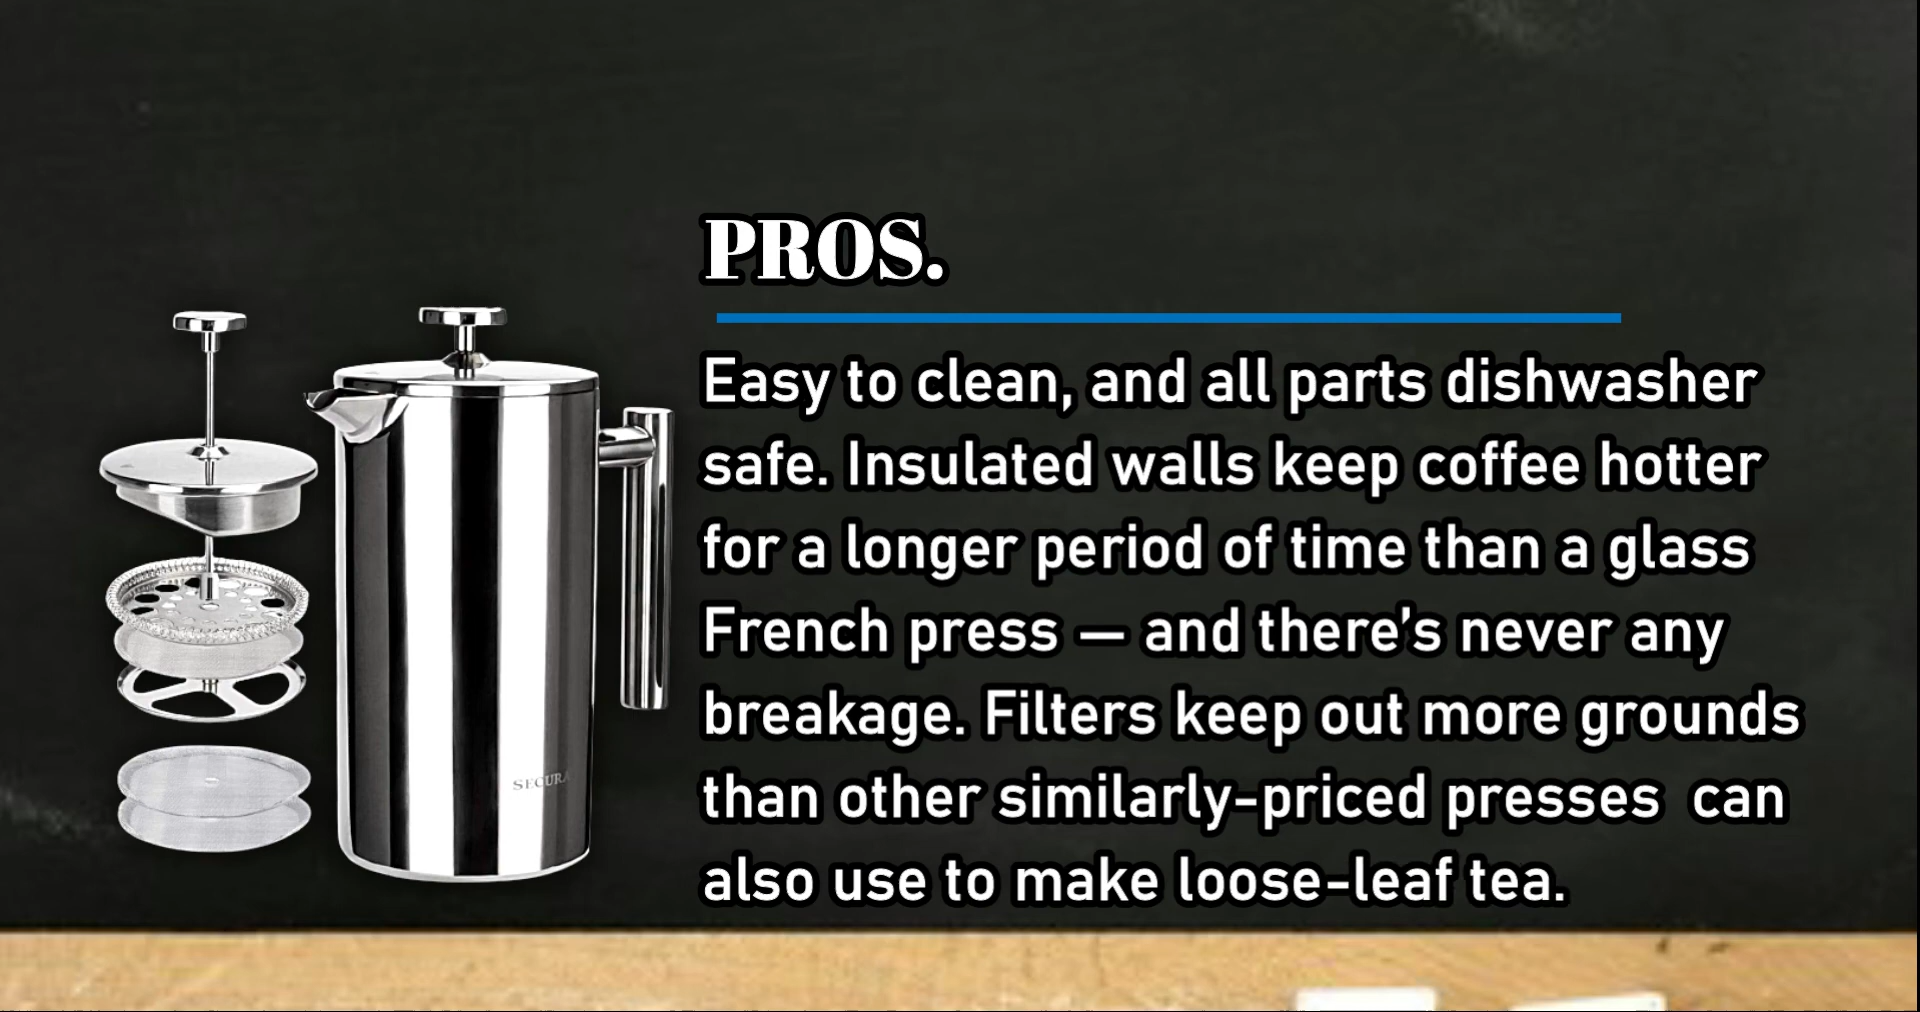 PROS.
Easy to clean, and all parts dishwasher
safe. Insulated walls keep coffee hotter
for a longer period of time than a glass
French press — and there’s never any
breakage. Filters keep out more grounds
than other similarly-priced presses  can
also use to make loose-leaf tea.
SECURA